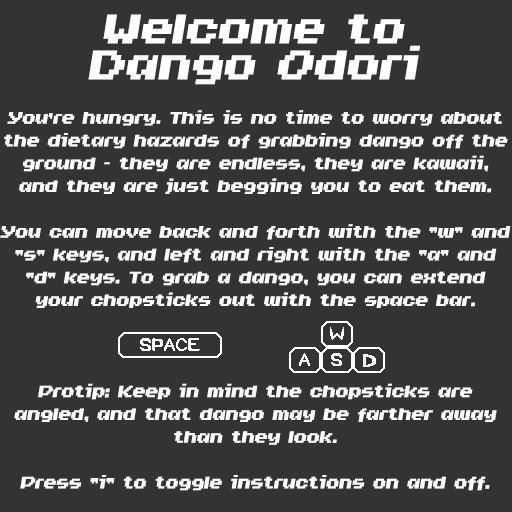 Welcome to
Dango Odori
You're hungry. This is no time to worry about
the dietary hazards of grabbing dango off the
ground - they are endless, they are kawaii,
and they are just begging you to eat them.
You can move back and forth with the "w" and
"s" keys, and left and right with the "a" and
"d" keys. To grab a dango, you can extend
your chopsticks out with the space bar.
SPACE
W
A S D
Protip: Keep in mind the chopsticks are
angled, and that dango may be farther away
than they look.
Press "i" to toggle instructions on and off.